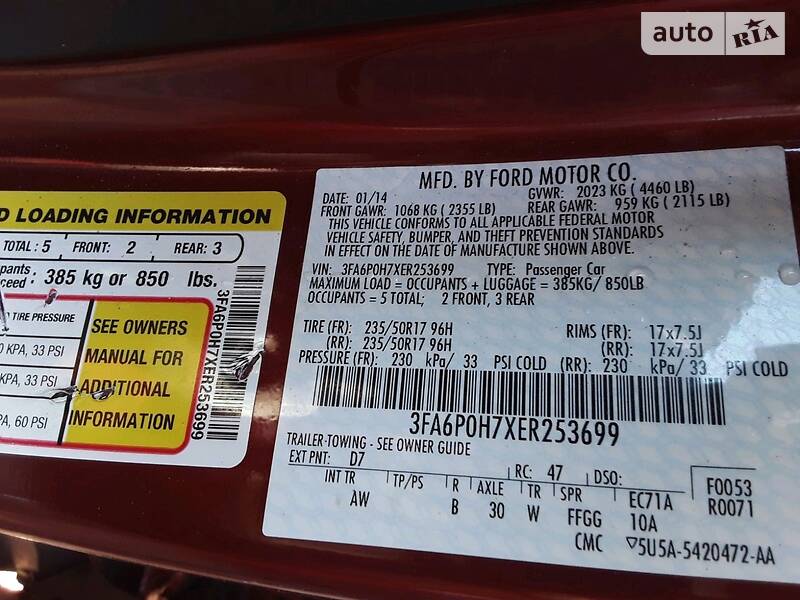 auto RIA
D LOADING INFORMATION
TOTAL : 5 FRONT: 2 REAR: 3
pants
ceed : 385 kg or 850 lbs.
TIRE PRESSURE
KPA, 33 PSI
KPA, 33 PSI
KPA, 60 PSI
SEE OWNERS
MANUAL FOR
ADDITIONAL
INFORMATION
3FA6P0H7XER253699
MFD. BY FORD MOTOR CO.
DATE: 01/14 GVWR: 2023 KG ( 4460 LB)
FRONT GAWR: 1068 KG ( 2355 LB) REAR GAWR: 959 KG ( 2115 LB)
THIS VEHICLE CONFORMS TO ALL APPLICABLE FEDERAL MOTOR
VEHICLE SAFETY, BUMPER, AND THEFT PREVENTION STANDARDS
IN EFFECT ON THE DATE OF MANUFACTURE SHOWN ABOVE.
VIN: 3FA6P0H7XER253699 TYPE: Passenger Car
MAXIMUM LOAD = OCCUPANTS + LUGGAGE = 385KG/ 850LB
OCCUPANTS = 5 TOTAL; 2 FRONT, 3 REAR
TIRE (FR): 235/50R17 96H RIMS (FR): 17x7.5J
(RR): 235/50R17 96H (RR): 17x7.5J
PRESSURE (FR): 230 kPa/ 33 PSI COLD (RR): 230 kPa/ 33 PSI COLD
3FA6P0H7XER253699
TRAILER-TOWING - SEE OWNER GUIDE
EXT PNT: D7 RC: 47 DSO: F0053
INT TR TP/PS R AXLE TR SPR EC71A R0071
AW B 30 W FFGG 10A
CMC ▽5U5A-5420472-AA